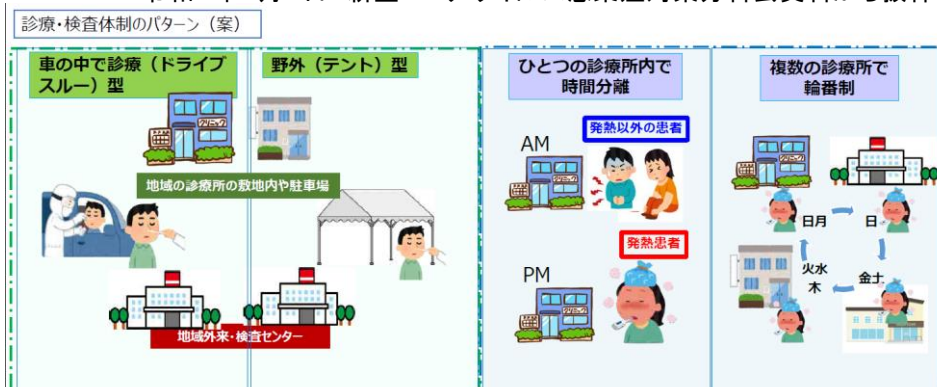 診療・検査体制のパターン（案）
車の中で診療（ドライブ
スルー）型
野外（テント）型
ひとつの診療所内で
時間分離
複数の診療所で
輪番制
クリニック
地域の診療所の敷地内や駐車場
地域外来・検査センター
AM
発熱以外の患者
発熱患者
PM
日月
日
火水
木
金土